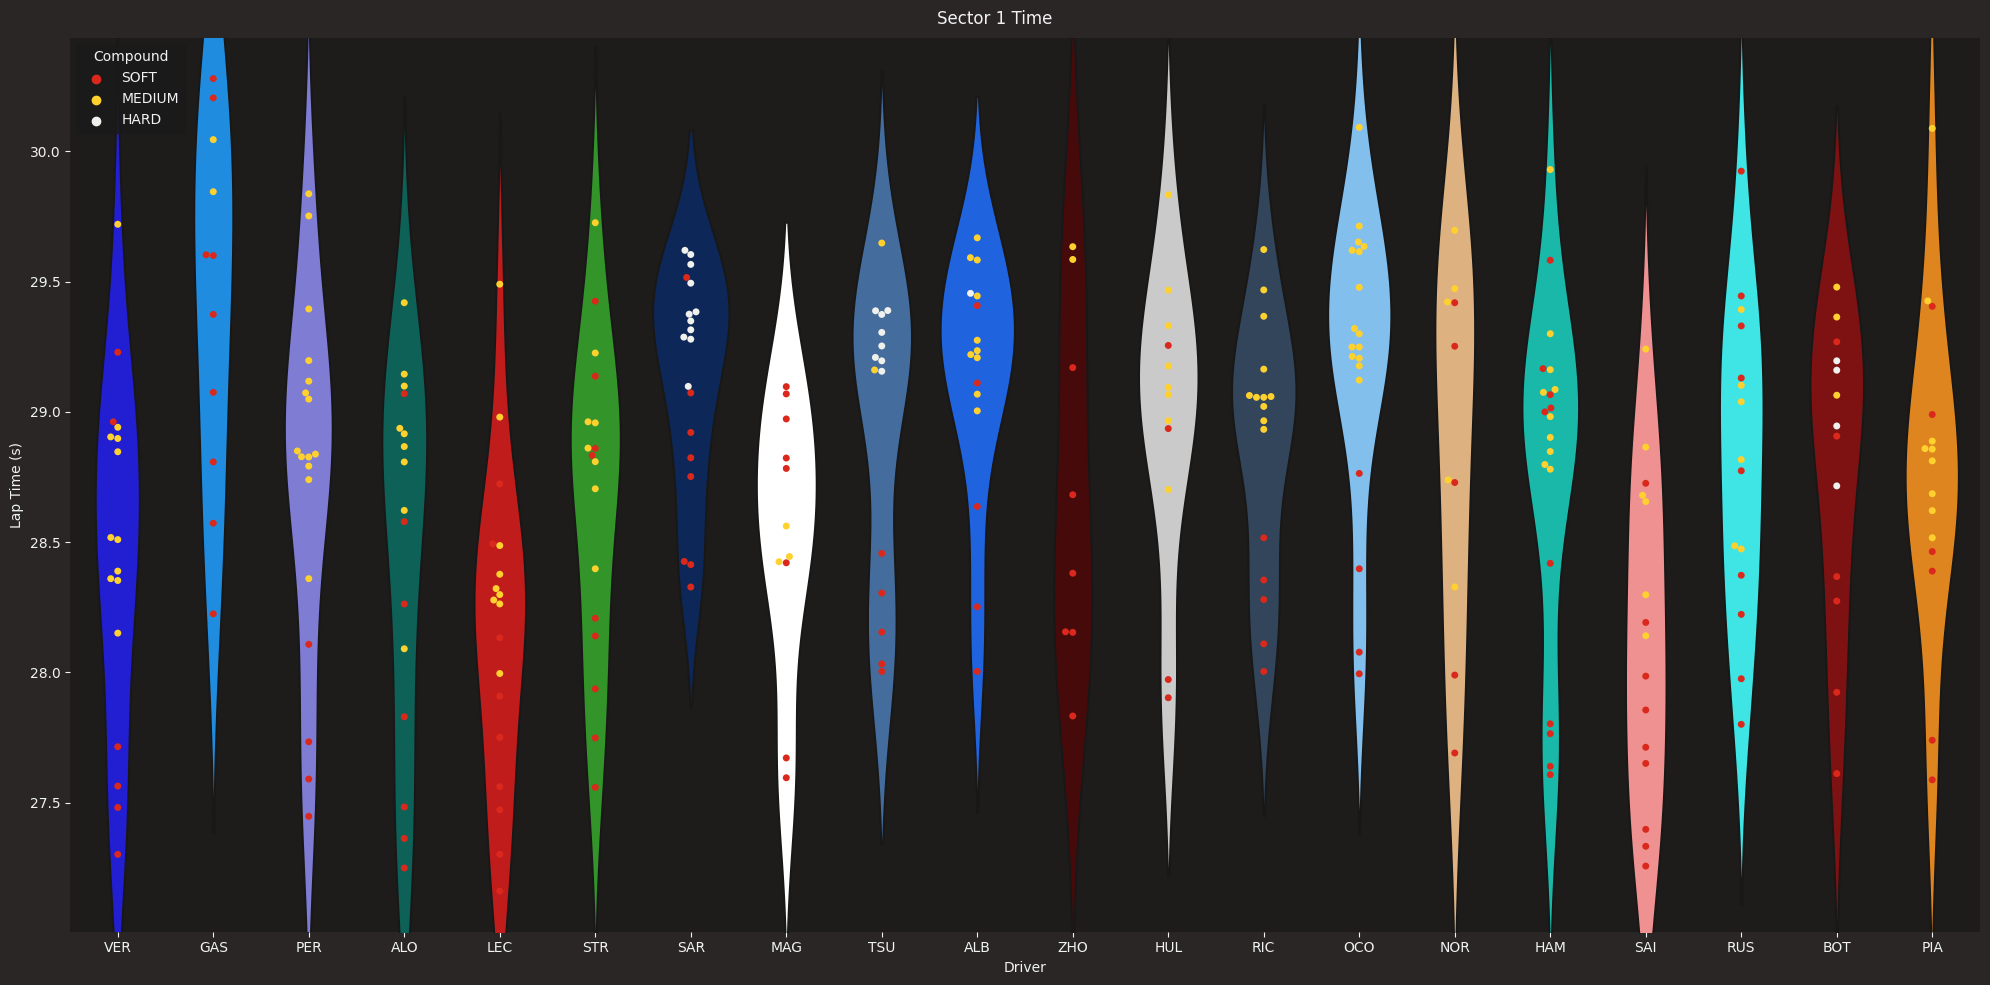 Sector 1 Time
Compound
SOFT
MEDIUM
HARD
Lap Time (s)
30.0
29.5
29.0
28.5
28.0
27.5
VER GAS PER ALO LEC STR SAR MAG TSU ALB ZHO HUL RIC OCO NOR HAM SAI RUS BOT PIA
Driver